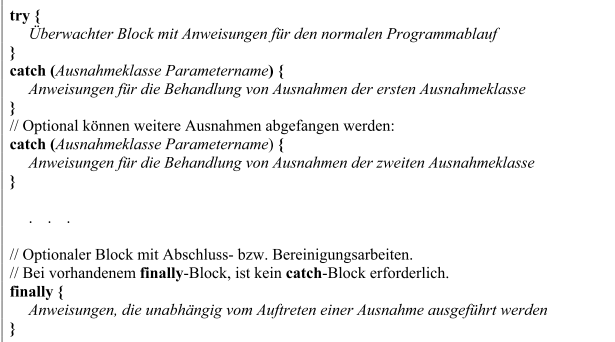 try {
Überwachter Block mit Anweisungen für den normalen Programmablauf
}
catch (Ausnahmeklasse Parametername) {
Anweisungen für die Behandlung von Ausnahmen der ersten Ausnahmeklasse
}
// Optional können weitere Ausnahmen abgefangen werden:
catch (Ausnahmeklasse Parametername) {
Anweisungen für die Behandlung von Ausnahmen der zweiten Ausnahmeklasse
}
. . .
// Optionaler Block mit Abschluss- bzw. Bereinigungsarbeiten.
// Bei vorhandenem finally-Block, ist kein catch-Block erforderlich.
finally {
Anweisungen, die unabhängig vom Auftreten einer Ausnahme ausgeführt werden
}